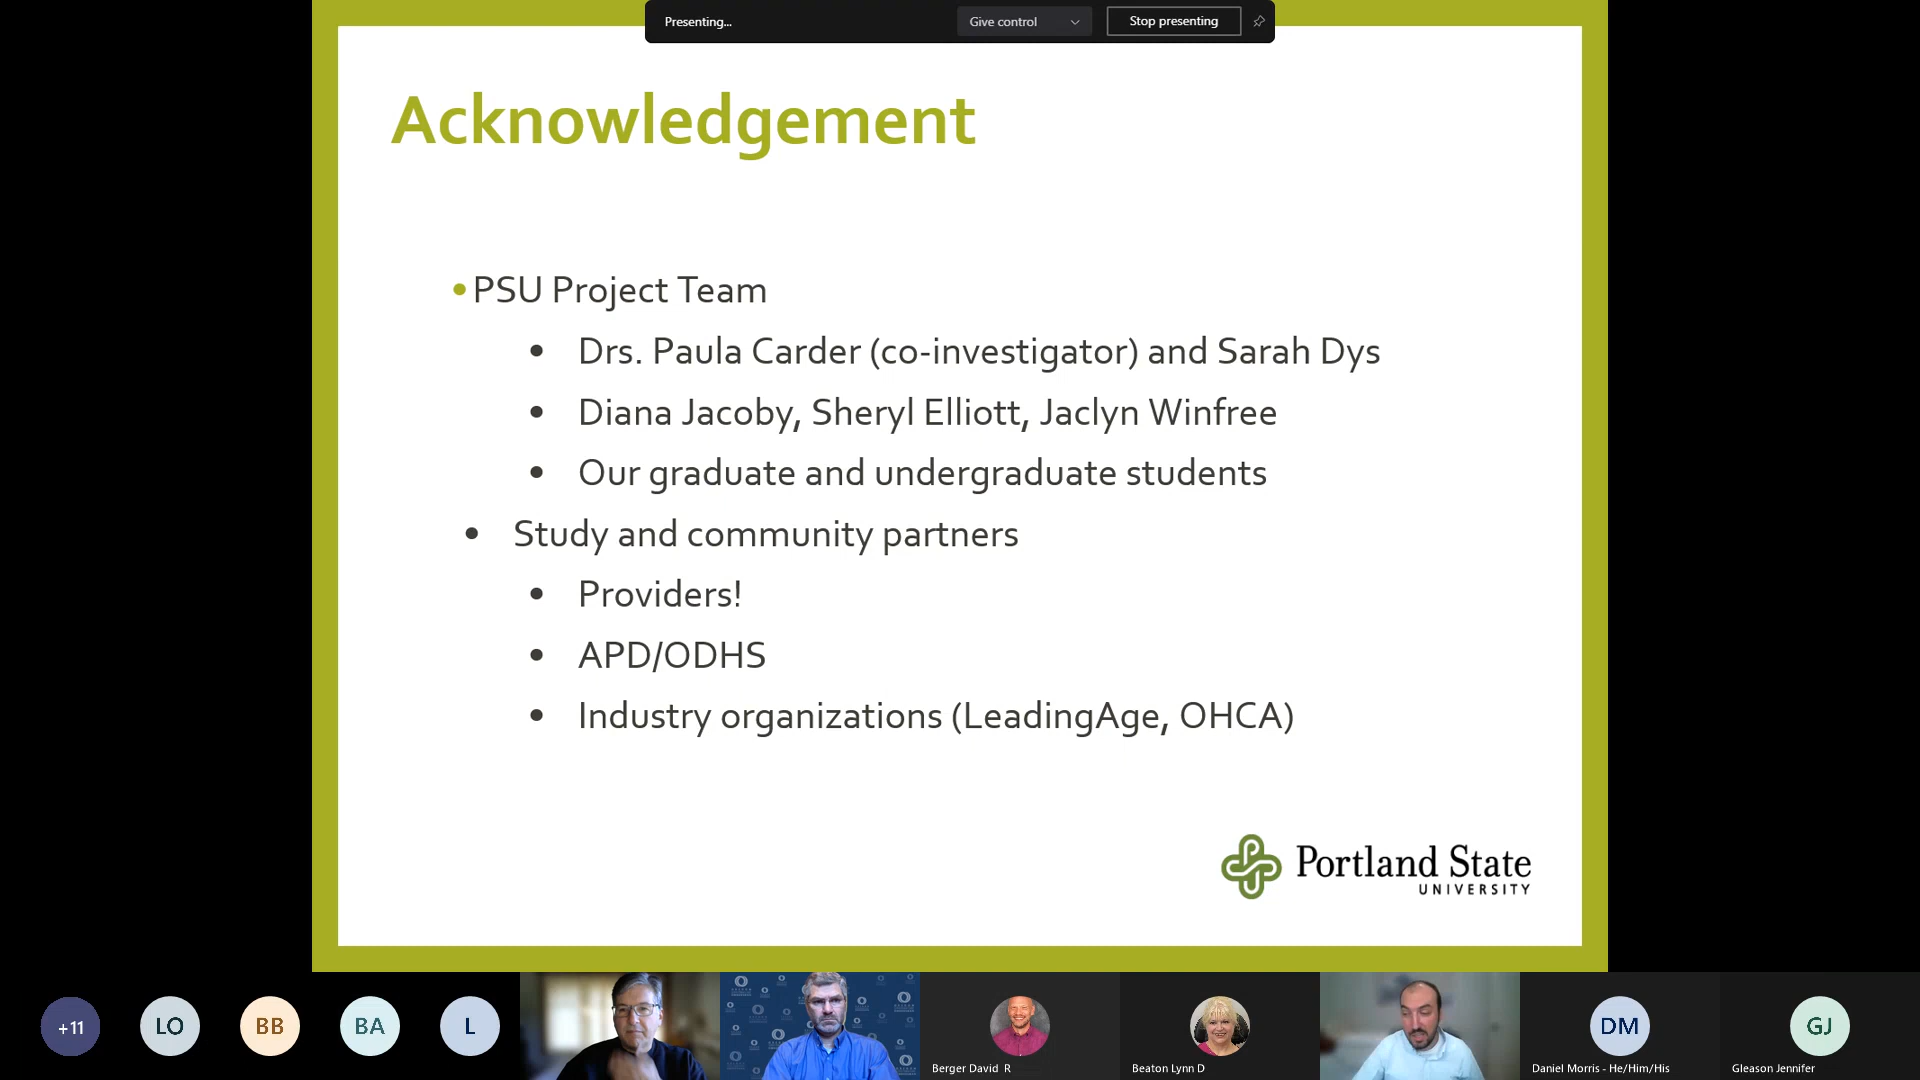 Presenting...
Give control
Stop presenting
Acknowledgement
•PSU Project Team
• Drs. Paula Carder (co-investigator) and Sarah Dys
• Diana Jacoby, Sheryl Elliott, Jaclyn Winfree
• Our graduate and undergraduate students
• Study and community partners
• Providers!
• APD/ODHS
• Industry organizations (LeadingAge, OHCA)
Portland State
UNIVERSITY
+11
LO
BB
BA
L
Berger David R
Beaton Lynn D
DM
Daniel Morris - He/Him/His
GJ
Gleason Jennifer